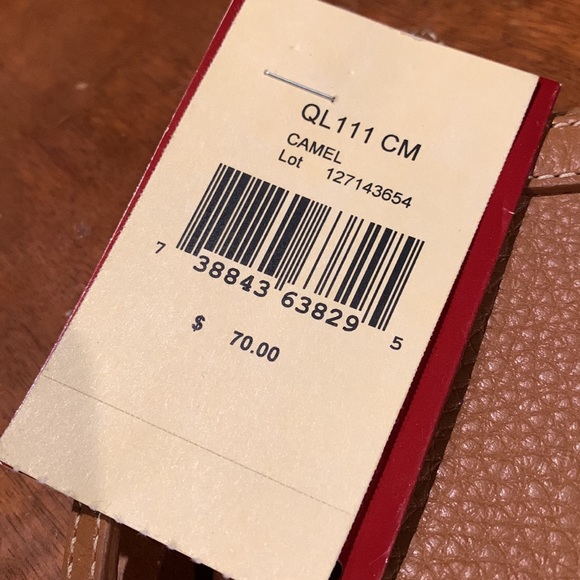 QL111 CM
CAMEL
Lot 127143654
7 38843 63829 5
$ 70.00